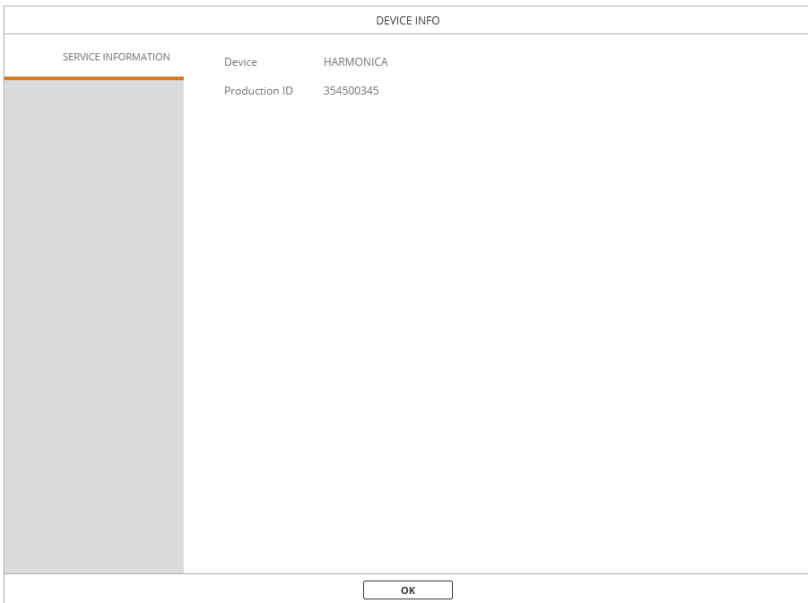 DEVICE INFO
SERVICE INFORMATION
Device HARMONICA
Production ID 354500345
OK